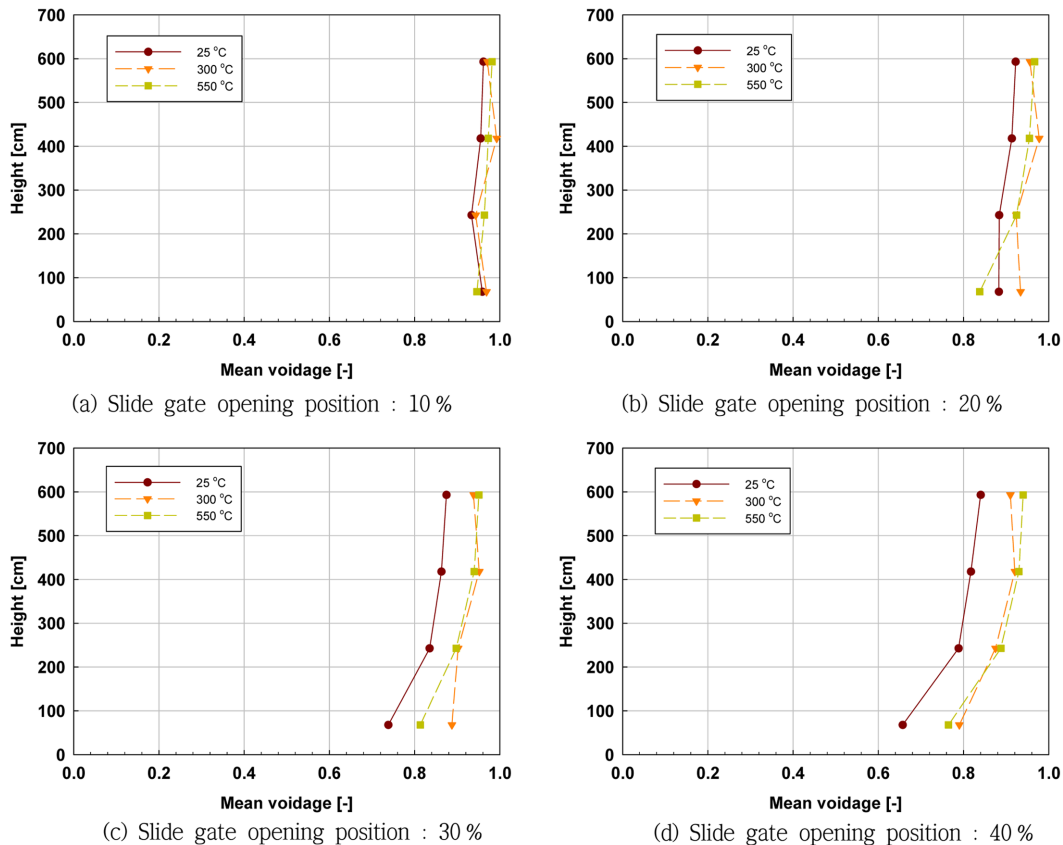 700
600
500
400
300
200
100
0
Height [cm]
25 °C
300 °C
550 °C
0.0 0.2 0.4 0.6 0.8 1.0
Mean voidage [-]
(a) Slide gate opening position : 10 %
700
600
500
400
300
200
100
0
Height [cm]
25 °C
300 °C
550 °C
0.0 0.2 0.4 0.6 0.8 1.0
Mean voidage [-]
(b) Slide gate opening position : 20 %
700
600
500
400
300
200
100
0
Height [cm]
25 °C
300 °C
550 °C
0.0 0.2 0.4 0.6 0.8 1.0
Mean voidage [-]
(c) Slide gate opening position : 30 %
700
600
500
400
300
200
100
0
Height [cm]
25 °C
300 °C
550 °C
0.0 0.2 0.4 0.6 0.8 1.0
Mean voidage [-]
(d) Slide gate opening position : 40 %